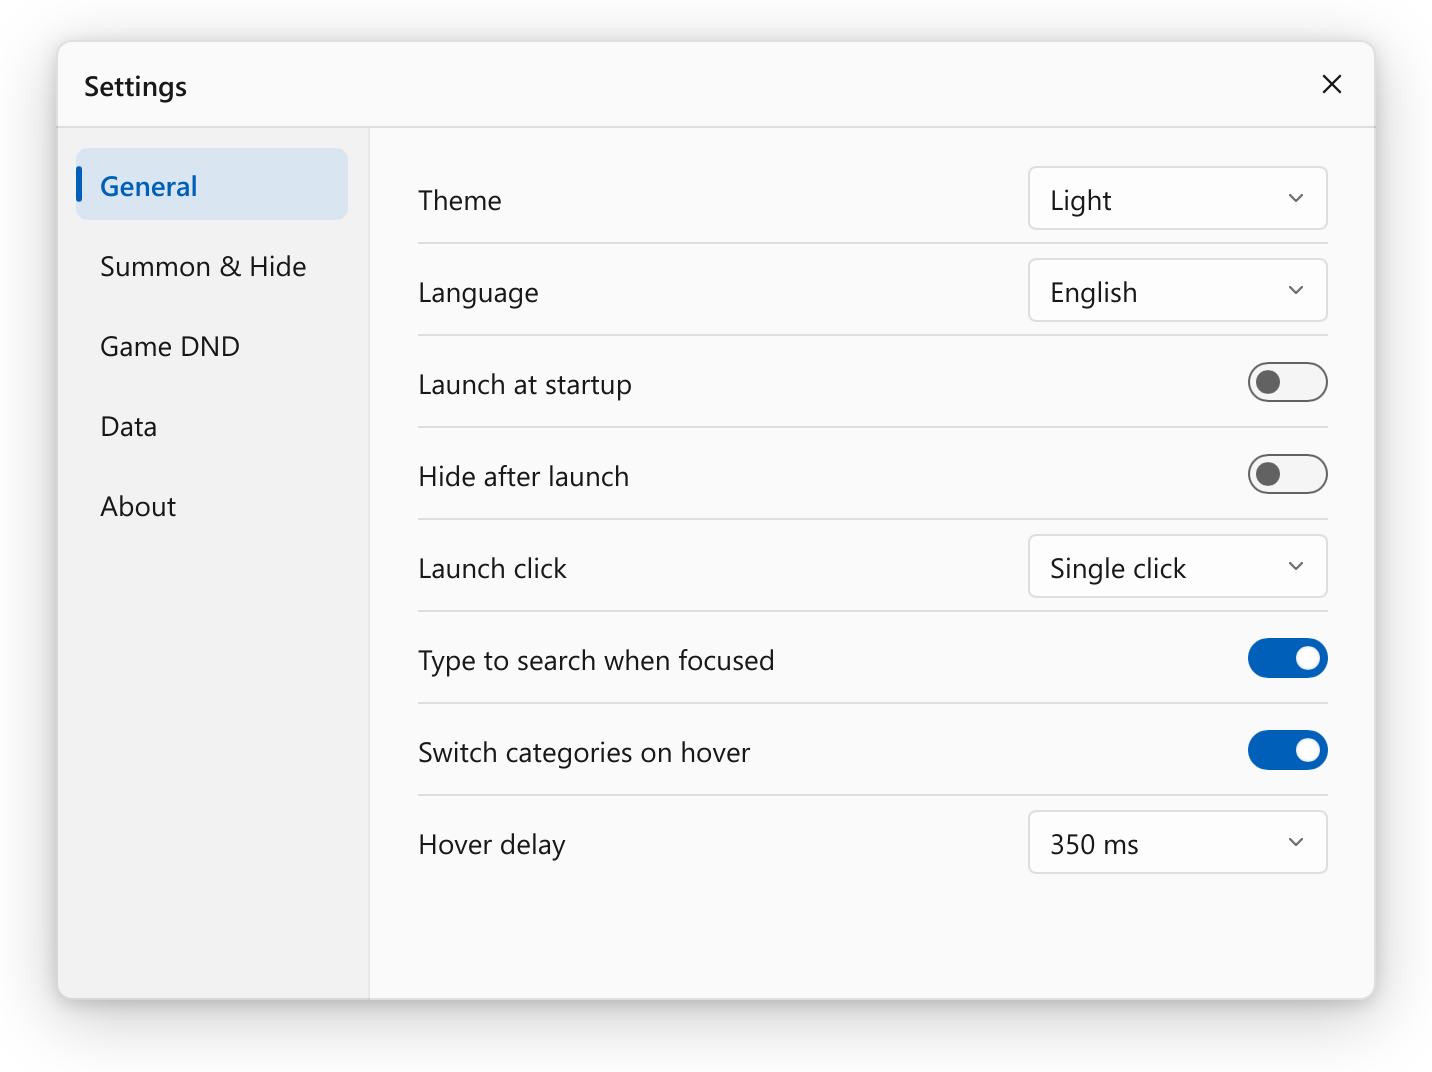 Settings
General
Summon & Hide
Game DND
Data
About
Theme
Light
Language
English
Launch at startup
Hide after launch
Launch click
Single click
Type to search when focused
Switch categories on hover
Hover delay
350 ms